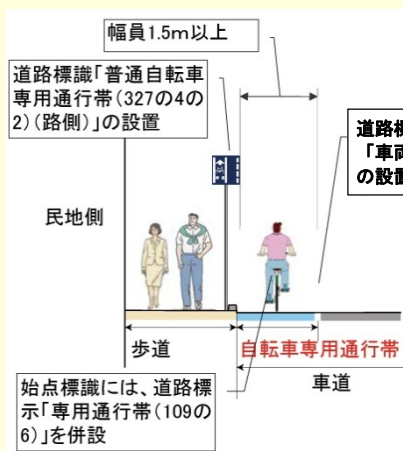 幅員1.5m以上
道路標識「普通自転車
専用通行帯(327の4の
2)(路側)」の設置
道路標
「車両
の設置
民地側
歩道
自転車専用通行帯
車道
始点標識には、道路標
示「専用通行帯(109の
6)」を併設